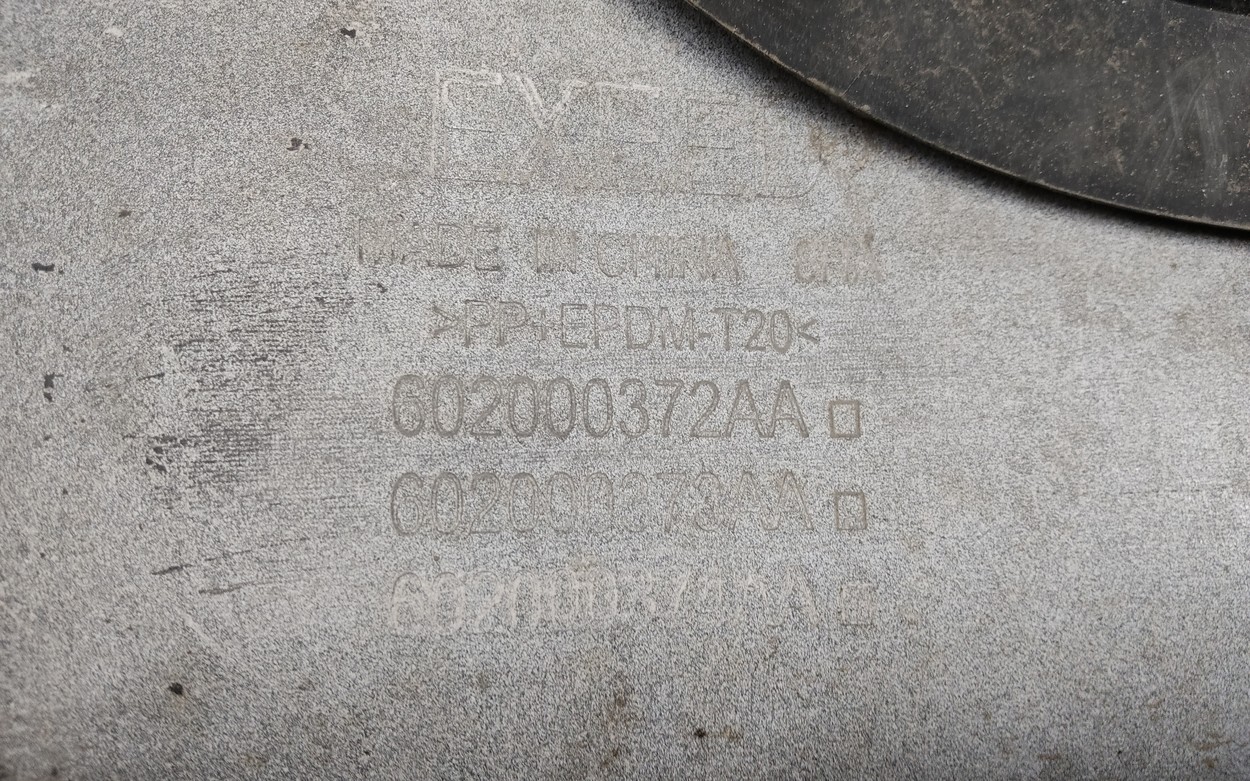 EXEED
MADE IN CHINA
>PP+EPDM-T20<
602000372AA □
602000373AA □